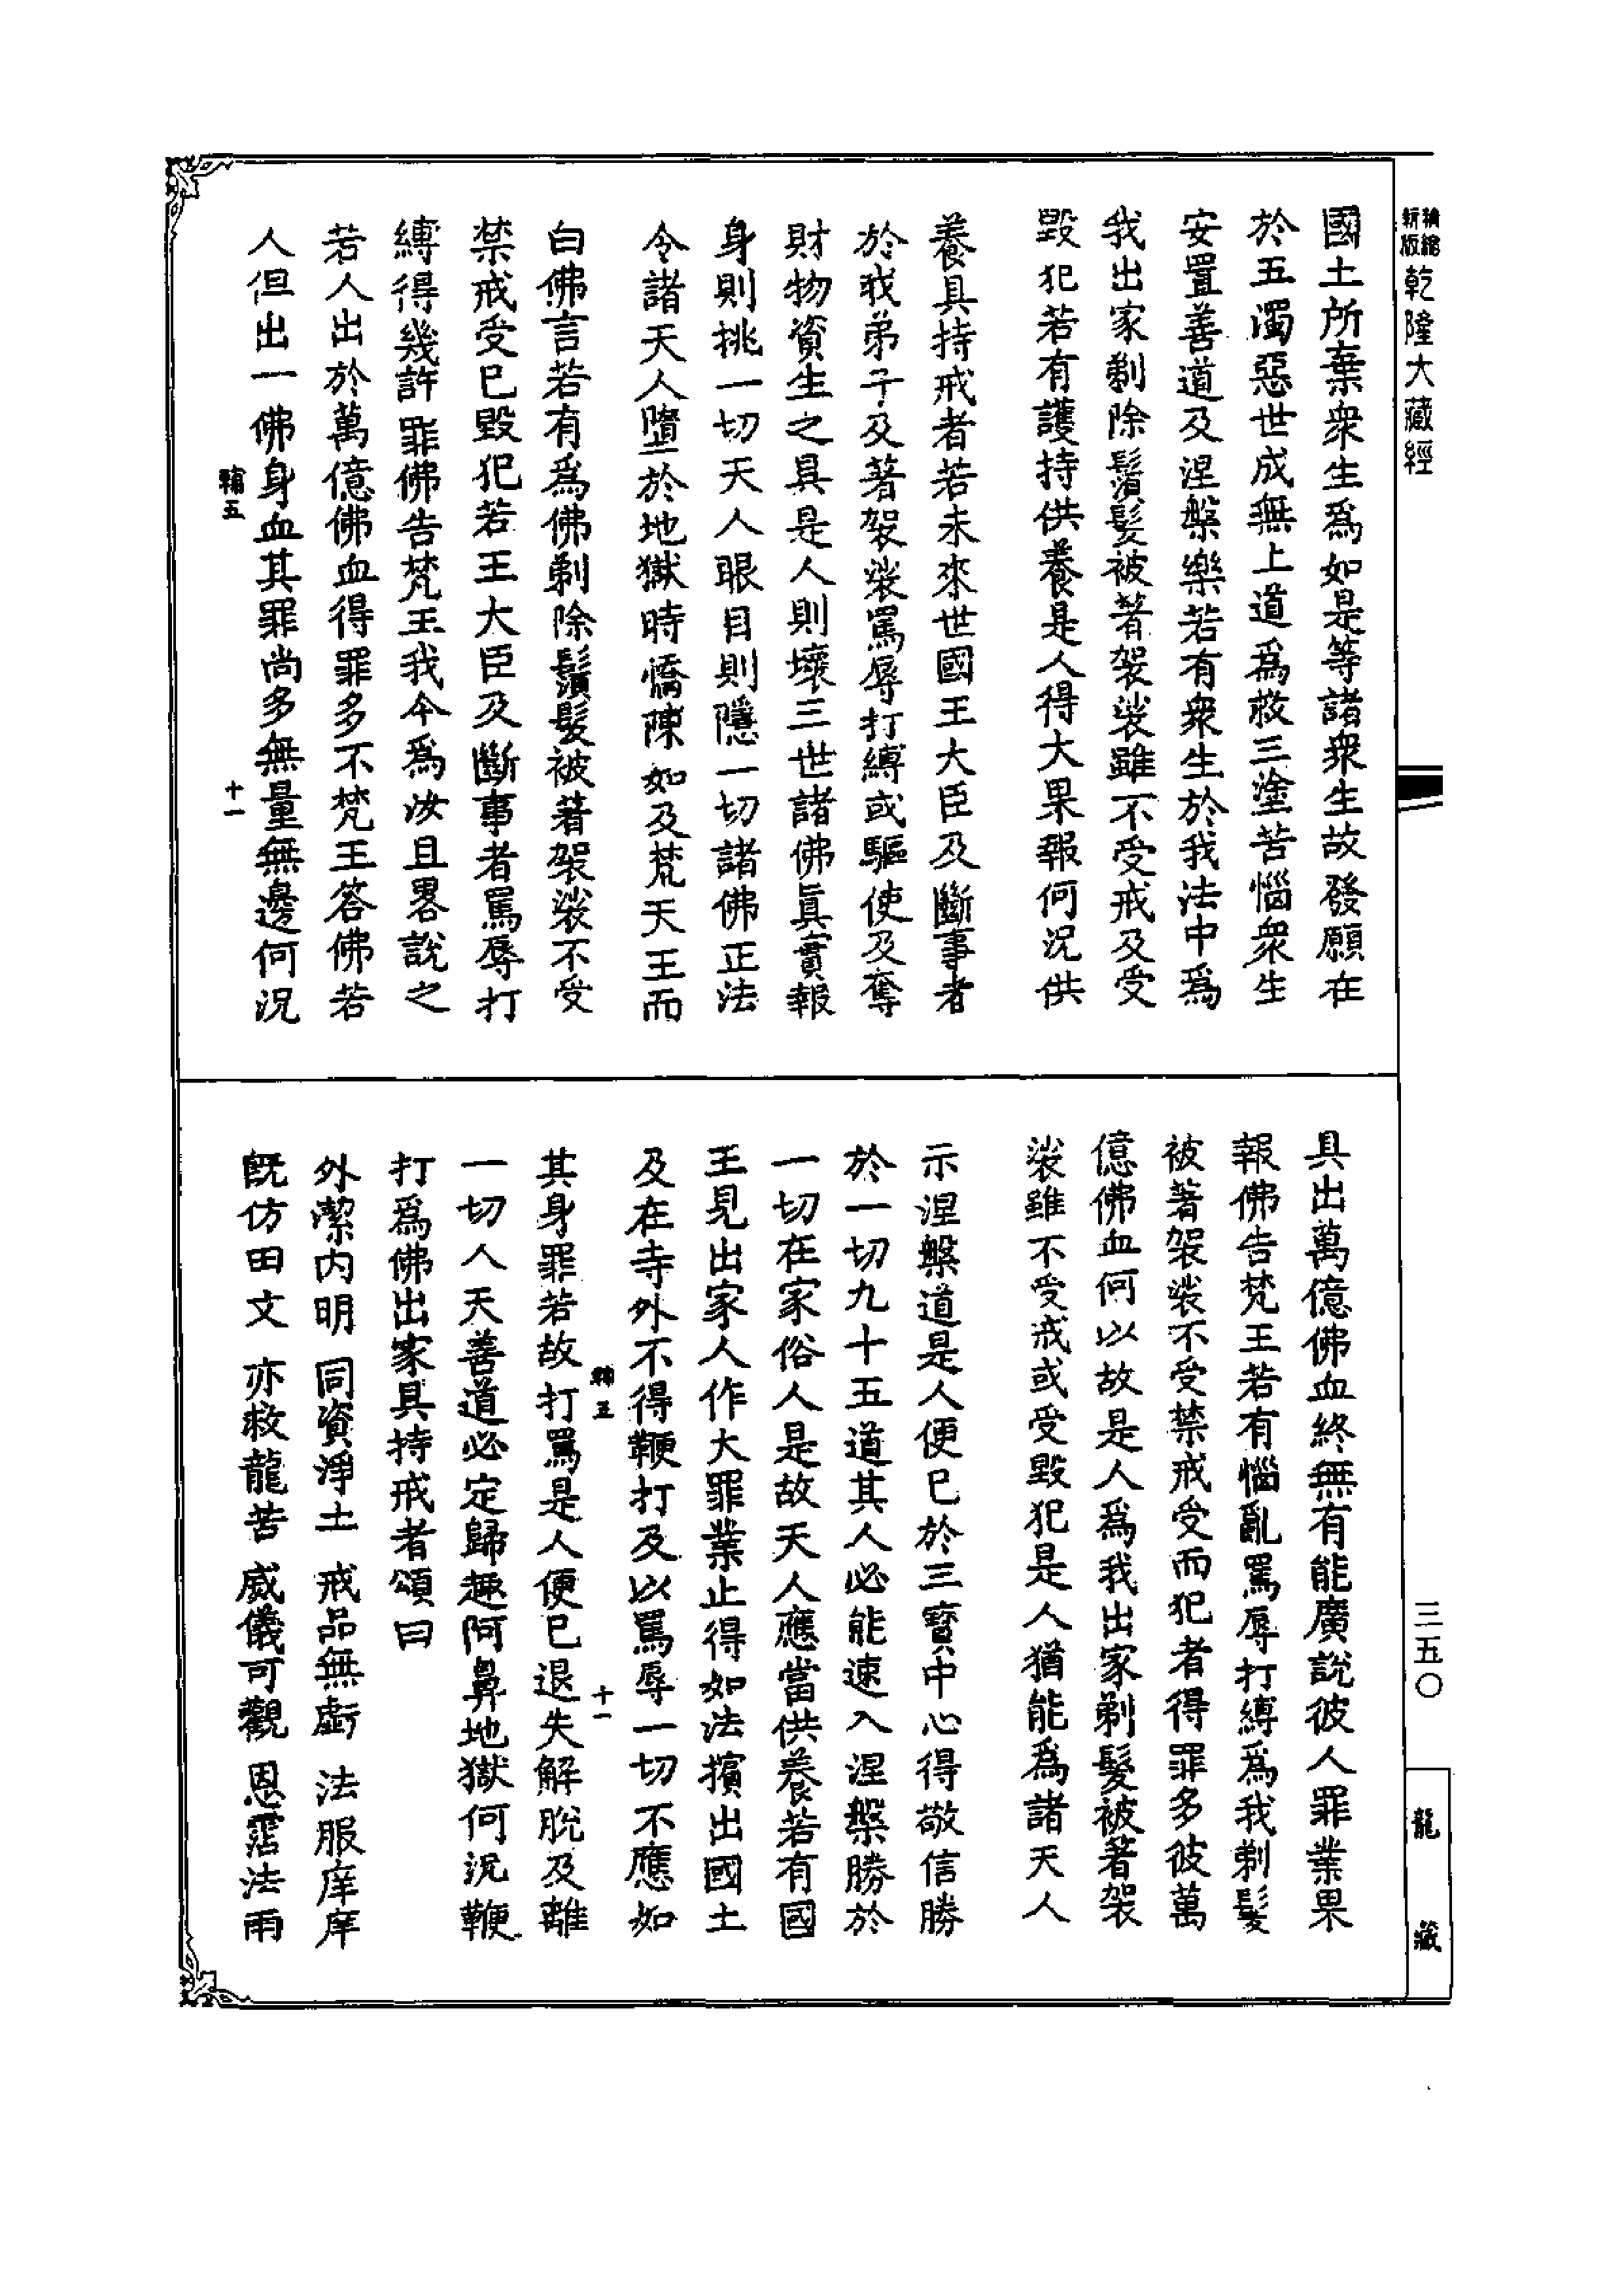 新版精縮
乾隆大藏經
國土所棄衆生爲如是等諸衆生故發願在
於五濁惡世成無上道爲救三塗苦惱衆生
安置善道及涅槃樂若有衆生於我法中爲
我出家剃除鬚髮被著袈裟雖不受戒及受
毀犯若有護持供養是人得大果報何況供
養具持戒者若未來世國王大臣及斷事者
於我弟子及著袈裟罵辱打縛或驅使及奪
財物資生之具是人則壞三世諸佛眞實報
身則挑一切天人眼目則隱一切諸佛正法
令諸天人墮於地獄時憍陳如及梵天王而
白佛言若有爲佛剃除鬚髮被著袈裟不受
禁戒受已毀犯若王大臣及斷事者罵辱打
縛得幾許罪佛告梵王我今爲汝且畧說之
若人出於萬億佛血得罪多不梵王答佛若
人但出一佛身血其罪尚多無量無邊何況
輔五
十一
具出萬億佛血終無有能廣說彼人罪業果
報佛告梵王若有惱亂罵辱打縛爲我剃髮
被著袈裟不受禁戒受而犯者得罪多彼萬
億佛血何以故是人爲我出家剃髮被著袈
裟雖不受戒或受毀犯是人猶能爲諸天人
示涅槃道是人便已於三寶中心得敬信勝
於一切九十五道其人必能速入涅槃勝於
一切在家俗人是故天人應當供養若有國
王見出家人作大罪業止得如法擯出國土
及在寺外不得鞭打及以罵辱一切不應如
輔五
十一
其身罪若故打罵是人便已退失解脫及離
一切人天善道必定歸趣阿鼻地獄何況鞭
打爲佛出家具持戒者頌曰
外潔內明 同資淨土 戒品無虧 法服庠庠
旣仿田文 亦救龍苦 威儀可觀 恩霑法雨
三五〇
龍藏